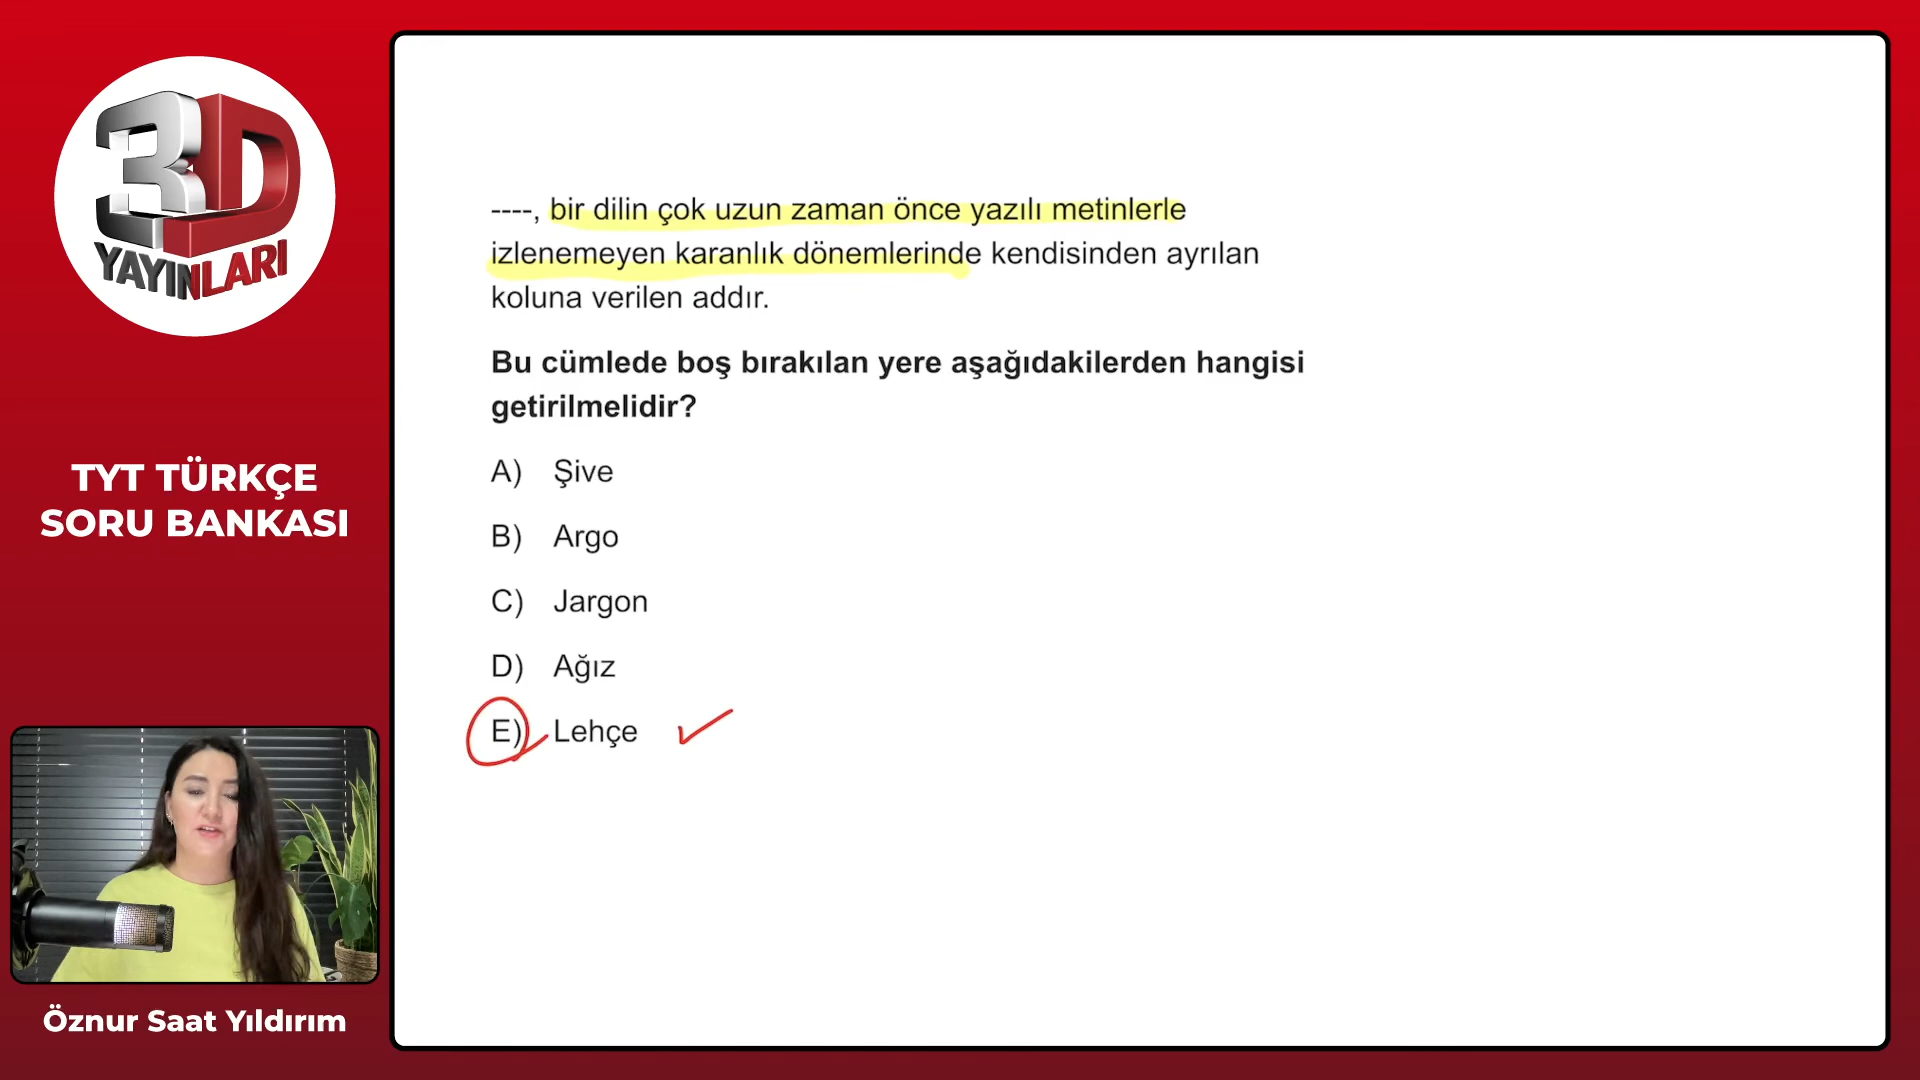 3D
YAYINLARI
TYT TÜRKÇE
SORU BANKASI
Öznur Saat Yıldırım
----, bir dilin çok uzun zaman önce yazılı metinlerle
izlenemeyen karanlık dönemlerinde kendisinden ayrılan
koluna verilen addır.
Bu cümlede boş bırakılan yere aşağıdakilerden hangisi
getirilmelidir?
A) Şive
B) Argo
C) Jargon
D) Ağız
E) Lehçe